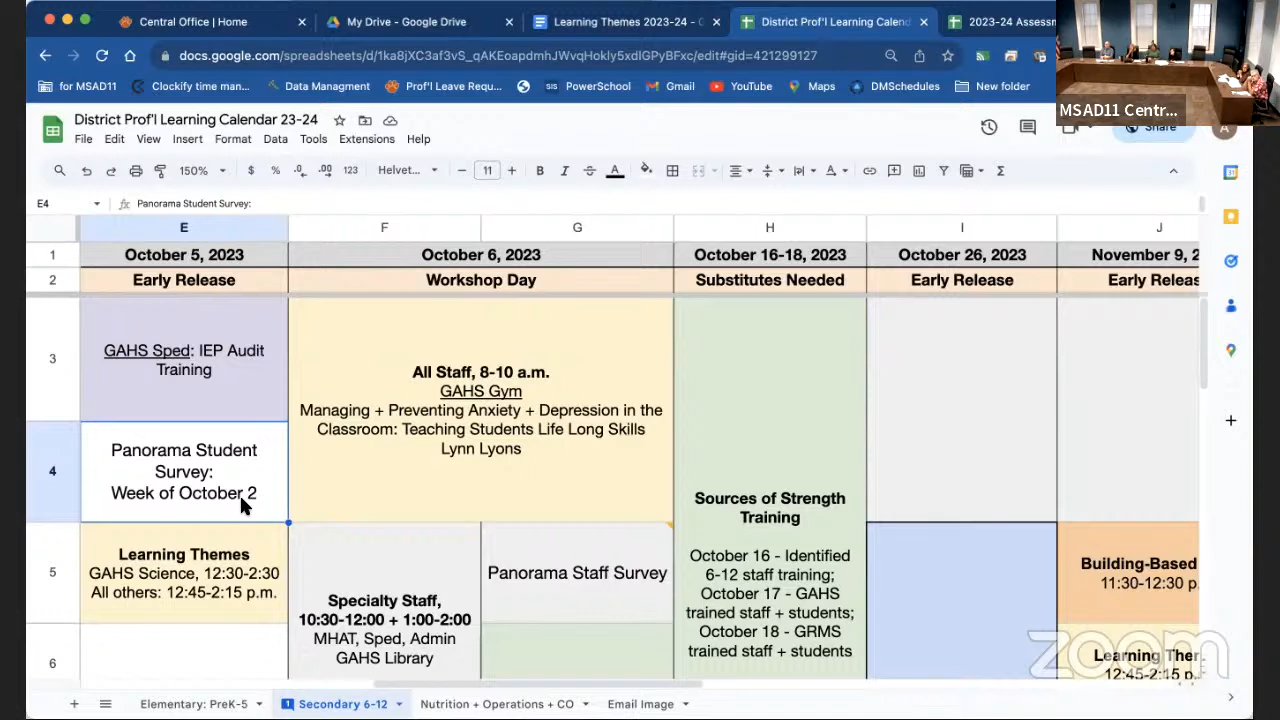 Central Office | Home
My Drive - Google Drive
Learning Themes 2023-24 - C
District Prof'l Learning Calend
2023-24 Assessm
docs.google.com/spreadsheets/d/1ka8jXC3af3vS_qAKEoapdmhJWvqHokly5xdIGPyBFxc/edit#gid=421299127
for MSAD11
Clockify time man...
Data Managment
Prof'l Leave Requ...
SIS PowerSchool
Gmail
YouTube
Maps
DMSchedules
New folder
MSAD11 Centr...
District Prof'l Learning Calendar 23-24
File Edit View Insert Format Data Tools Extensions Help
Share
A
150% $ % .0 .00 123 Helvet... − 11 + B I A Σ
E4 fx Panorama Student Survey:
E F G H I J
1 October 5, 2023 October 6, 2023 October 16-18, 2023 October 26, 2023 November 9, 2
2 Early Release Workshop Day Substitutes Needed Early Release Early Releas
3
GAHS Sped: IEP Audit
Training
All Staff, 8-10 a.m.
GAHS Gym
Managing + Preventing Anxiety + Depression in the
Classroom: Teaching Students Life Long Skills
Lynn Lyons
4
Panorama Student
Survey:
Week of October 2
Sources of Strength
Training
October 16 - Identified
6-12 staff training;
October 17 - GAHS
trained staff + students;
October 18 - GRMS
trained staff + students
5
Learning Themes
GAHS Science, 12:30-2:30
All others: 12:45-2:15 p.m.
Specialty Staff,
10:30-12:00 + 1:00-2:00
MHAT, Sped, Admin
GAHS Library
Panorama Staff Survey
Building-Based
11:30-12:30 p.
6
Learning Ther
12:45-2:15 p.m.
zoom
Elementary: PreK-5
1 Secondary 6-12
Nutrition + Operations + CO
Email Image